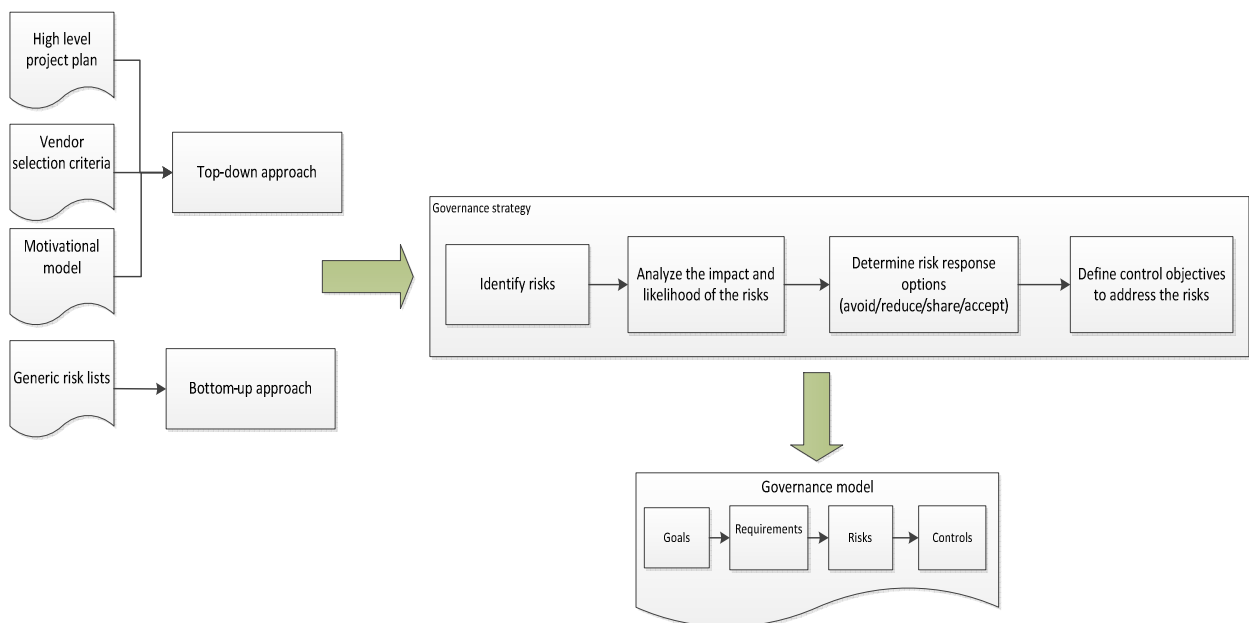 High level
project plan
Vendor
selection criteria
Motivational
model
Generic risk lists
Top-down approach
Bottom-up approach
Governance strategy
Identify risks
Analyze the impact and
likelihood of the risks
Determine risk response
options
(avoid/reduce/share/accept)
Define control objectives
to address the risks
Governance model
Goals
Requirements
Risks
Controls